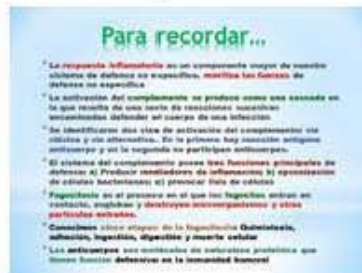 Para recordar...
* La respuesta inflamatoria es un componente mayor de nuestro
sistema de defensa no específico, moviliza las fuerzas de
defensa no específica
* La activación del complemento se produce como una cascada en
la que resulta de una serie de reacciones sucesivas
encaminadas defender el cuerpo de una infección
* Se identificaron dos vías de activación del complemento: vía
clásica y vía alternativa. En la primera hay reacción antígeno
anticuerpo y en la segunda no participan anticuerpos.
* El sistema del complemento posee tres funciones principales de
defensa: a) Producir mediadores de inflamación; b) opsonización
de células bacterianas; c) provocar lisis de células
* Fagocitosis es el proceso en el que los fagocitos entran en
contacto, engloban y destruyen microorganismos y otras
partículas extrañas.
* Conocimos cinco etapas de la fagocitosis Quimiotaxis,
adhesión, ingestión, digestión y muerte celular
* Los anticuerpos son moléculas de naturaleza proteica que
tienen función defensiva en la inmunidad humoral